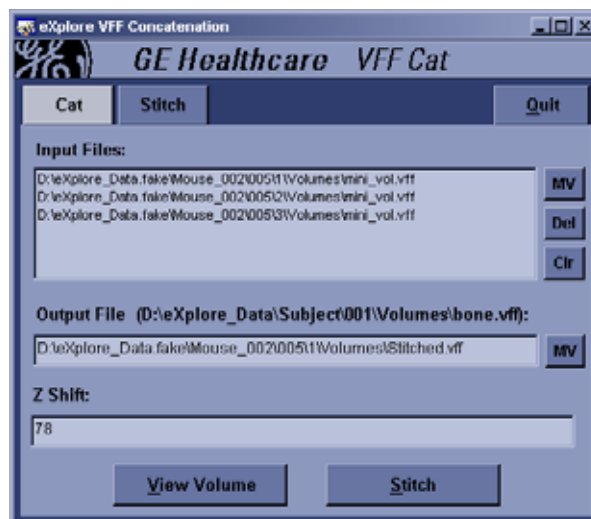 eXplore VFF Concatenation
GE Healthcare VFF Cat
Cat Stitch Quit
Input Files:
D:\eXplore_Data.fake\Mouse_002\005\1\Volumes\mini_vol.vff
D:\eXplore_Data.fake\Mouse_002\005\2\Volumes\mini_vol.vff
D:\eXplore_Data.fake\Mouse_002\005\3\Volumes\mini_vol.vff
MV
Del
Clr
Output File (D:\eXplore_Data\Subject\001\Volumes\bone.vff):
D:\eXplore_Data.fake\Mouse_002\005\1\Volumes\Stitched.vff
MV
Z Shift:
78
View Volume Stitch